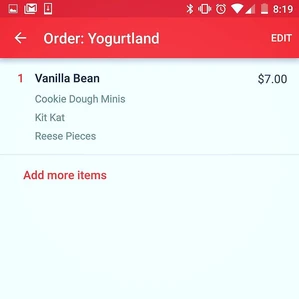 8:19
Order: Yogurtland
EDIT
1 Vanilla Bean $7.00
Cookie Dough Minis
Kit Kat
Reese Pieces
Add more items